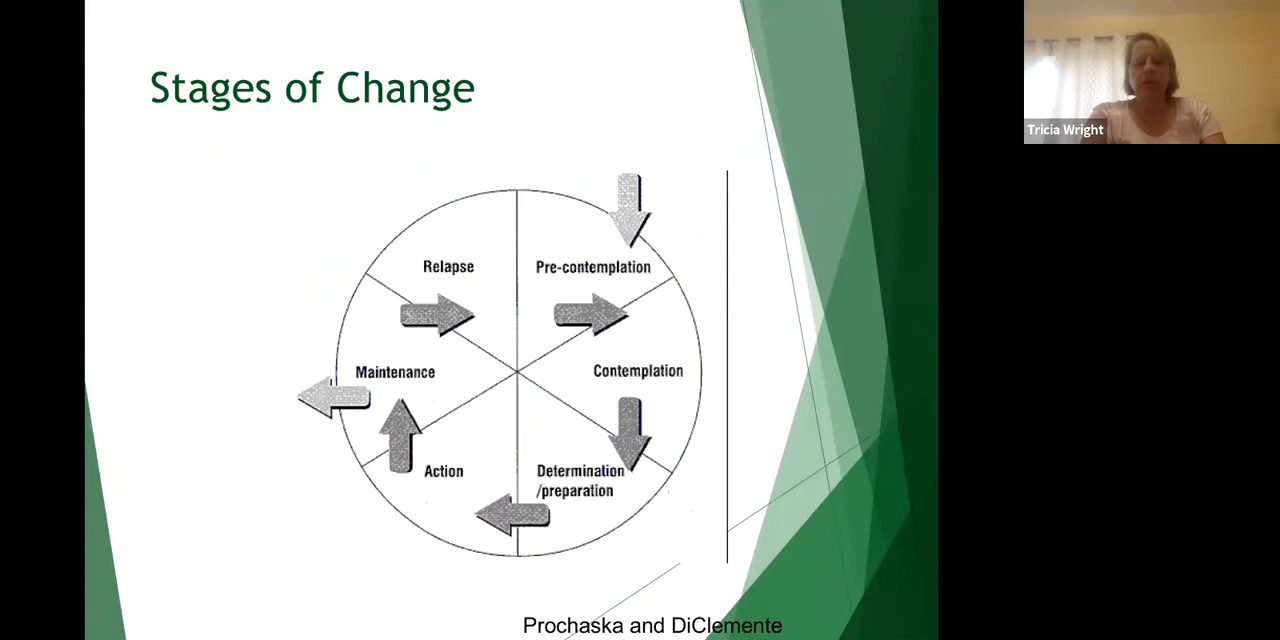 Stages of Change
Tricia Wright
Relapse
Pre-contemplation
Maintenance
Contemplation
Action
Determination
/preparation
Prochaska and DiClemente